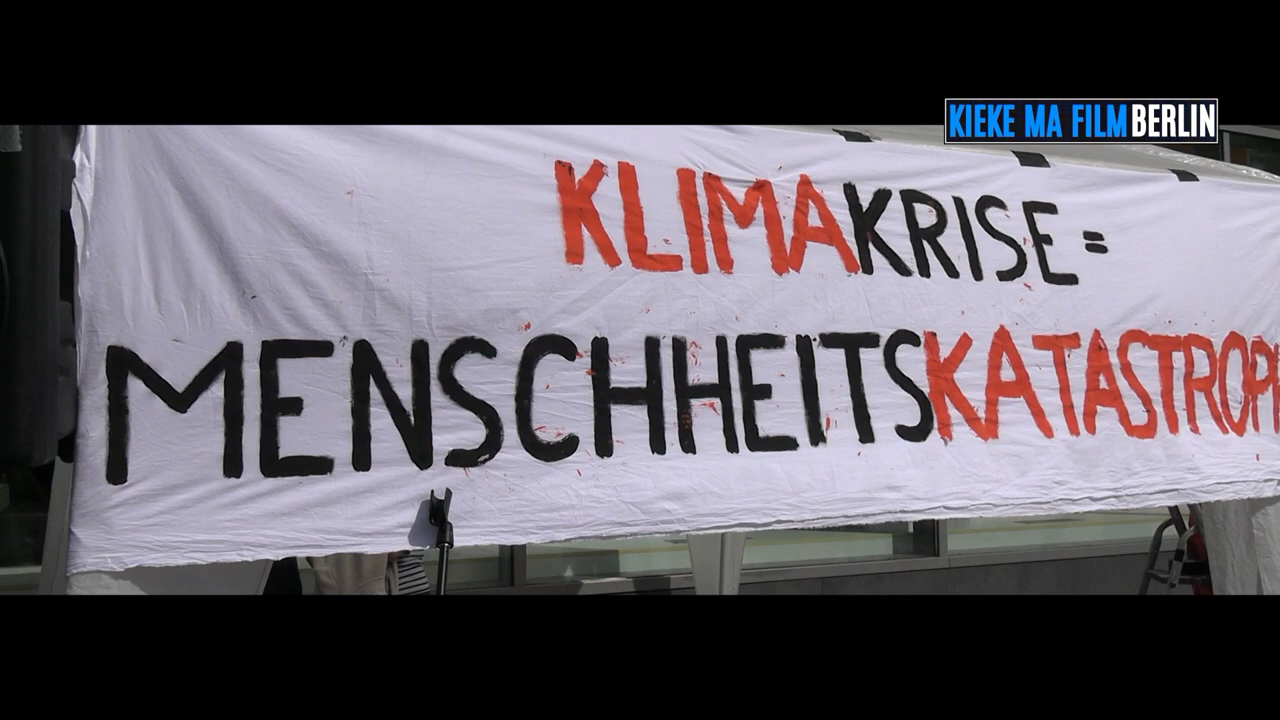 KIEKE MA FILM BERLIN
KLIMAKRISE =
MENSCHHEITSKATASTROPH